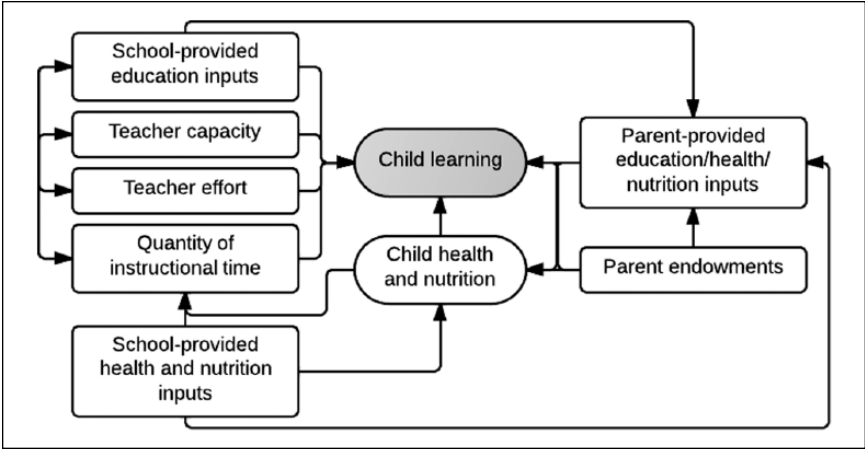 School-provided
education inputs
Teacher capacity
Teacher effort
Quantity of
instructional time
School-provided
health and nutrition
inputs
Child learning
Child health
and nutrition
Parent-provided
education/health/
nutrition inputs
Parent endowments